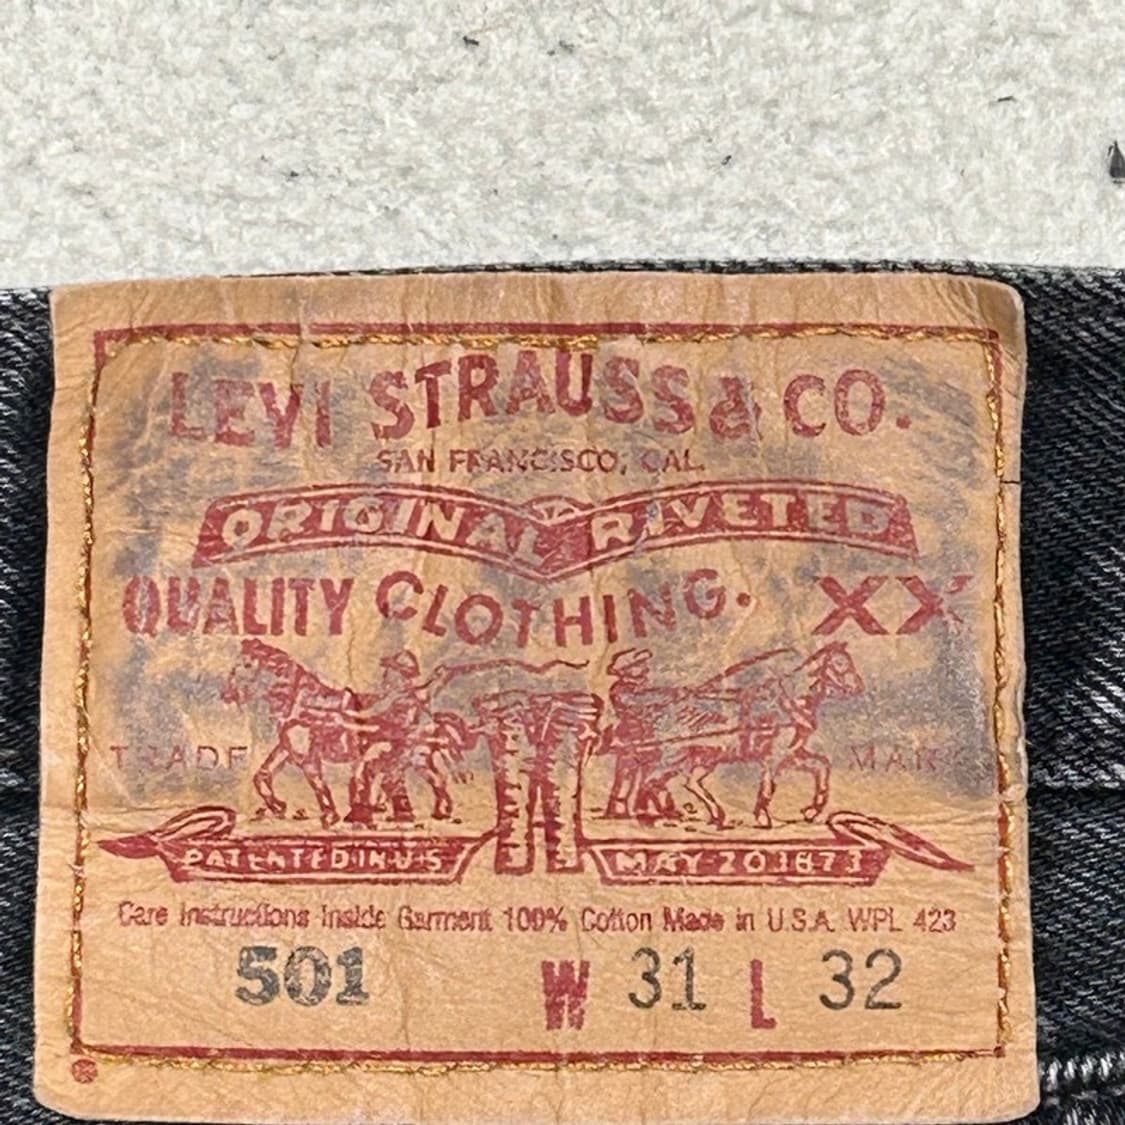 LEVI STRAUSS & CO.
SAN FRANCISCO, CAL.
ORIGINAL RIVETED
QUALITY CLOTHING. XX
TRADE MARK
PATENTED IN U S MAY 20 1873
Care Instructions Inside Garment 100% Cotton Made in U.S.A. WPL 423
501 W 31 L 32